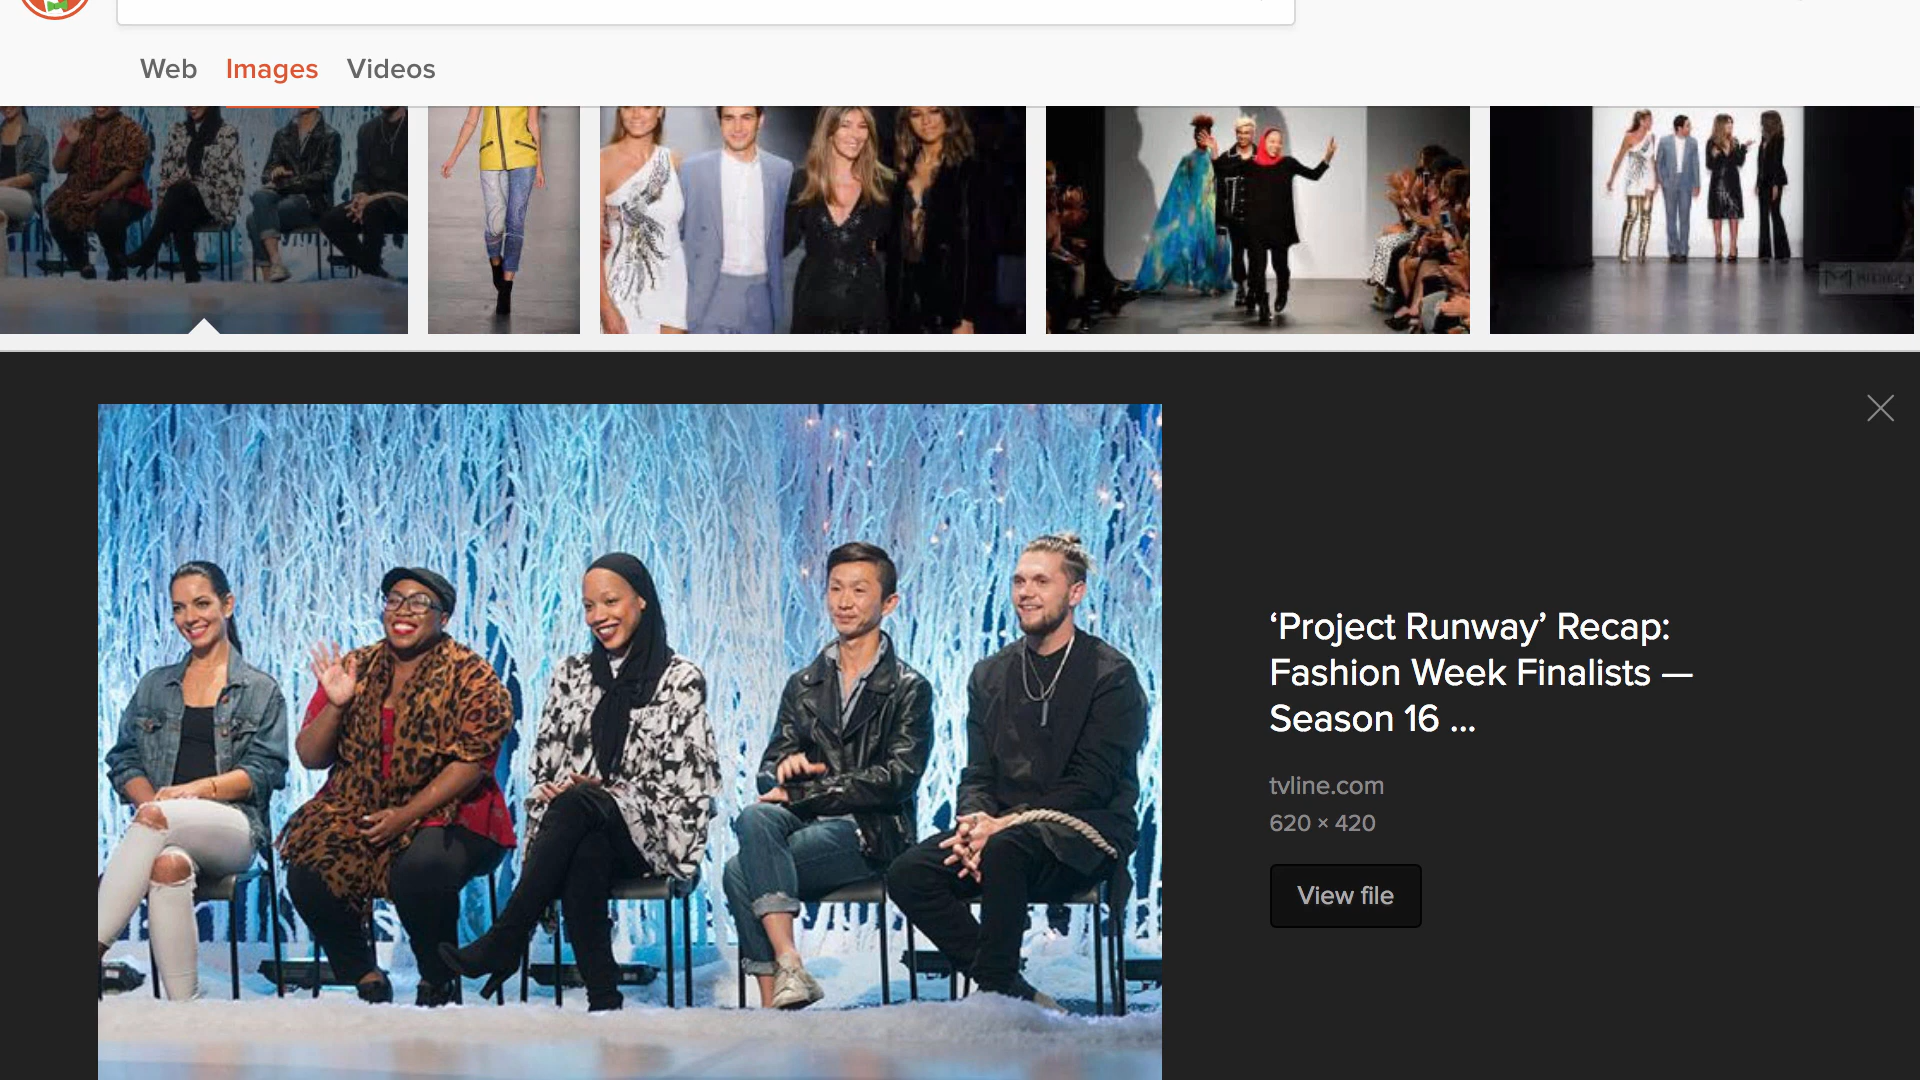 Web Images Videos
‘Project Runway’ Recap:
Fashion Week Finalists —
Season 16 ...
tvline.com
620 × 420
View file